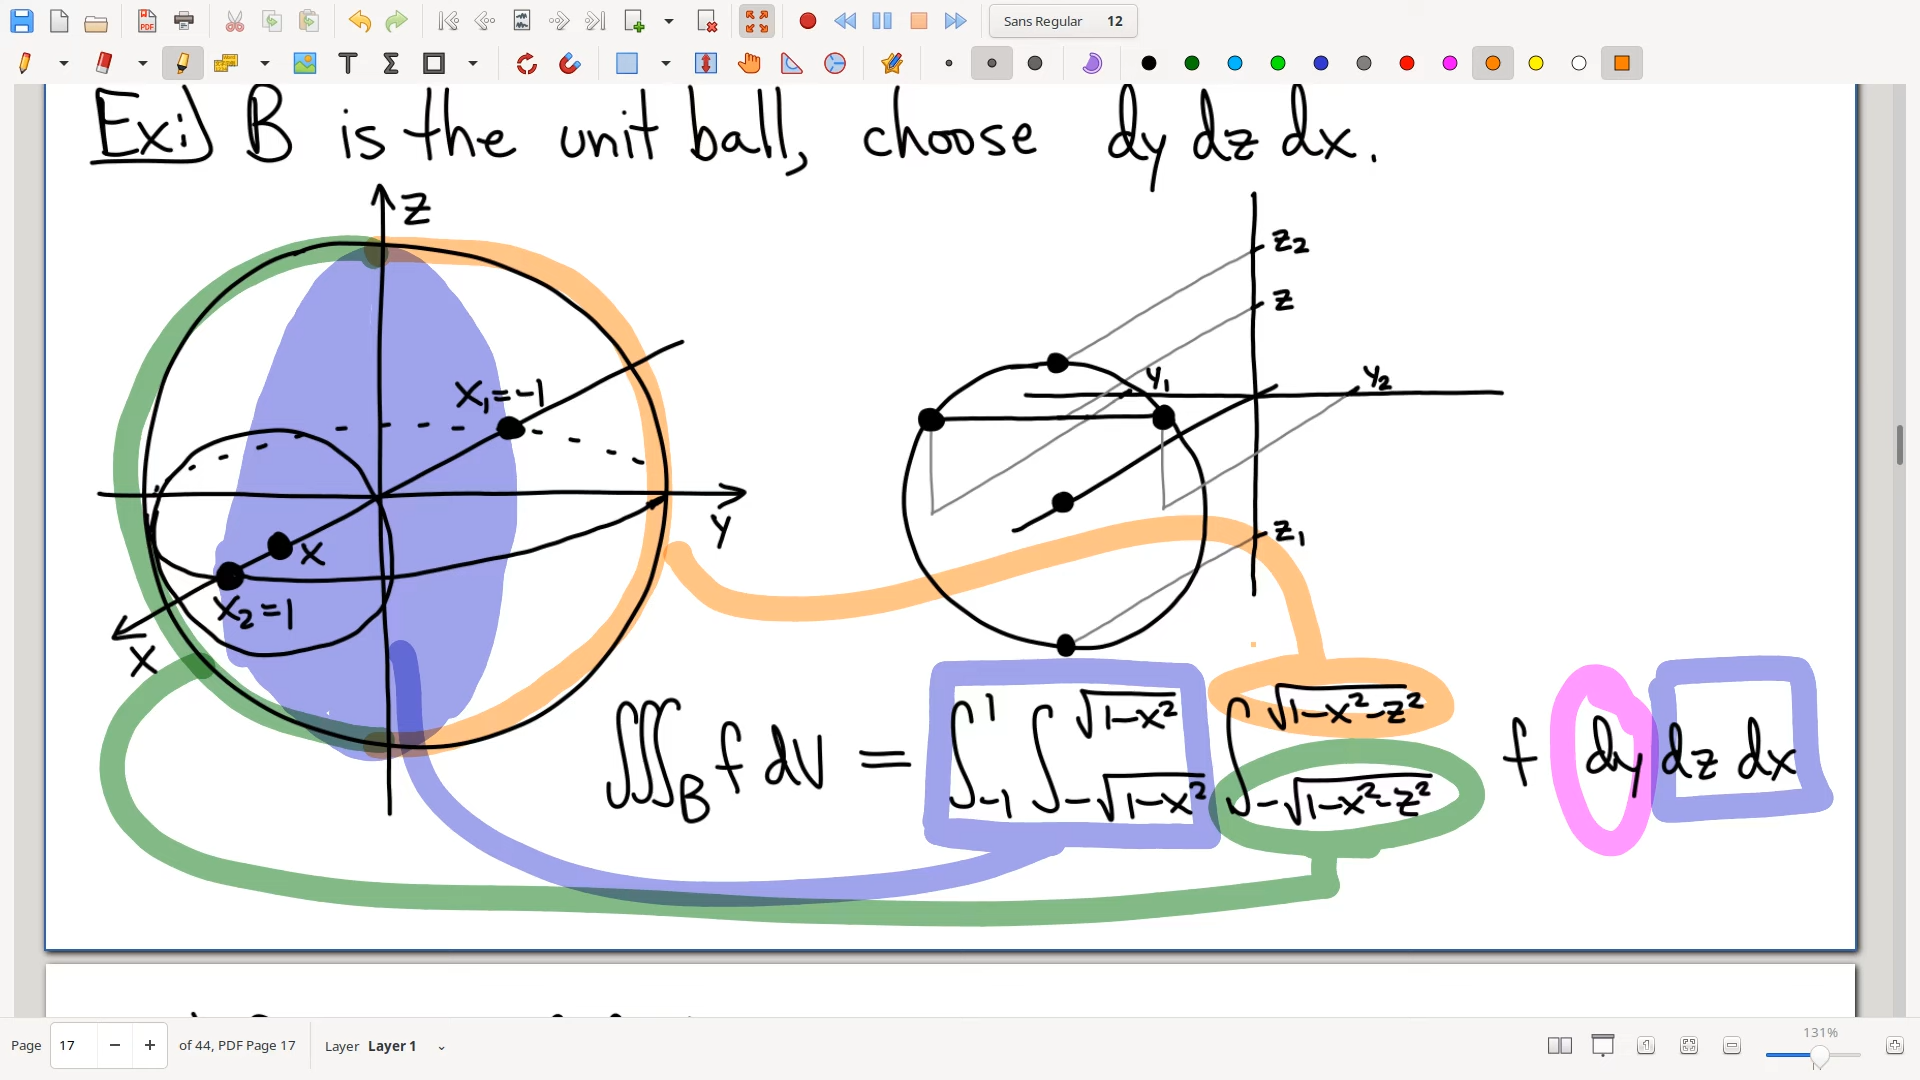 Sans Regular 12
Ex:) B is the unit ball, choose dy dz dx.
z
z₂
z
x₁=-1
y₁
y₂
y
x
z₁
x₂=1
x
∭_B f dV = ∫_{-1}^{1} ∫_{-√(1-x²)}^{√(1-x²)} ∫_{-√(1-x²-z²)}^{√(1-x²-z²)} f dy dz dx
Page 17 of 44, PDF Page 17 Layer Layer 1
131%